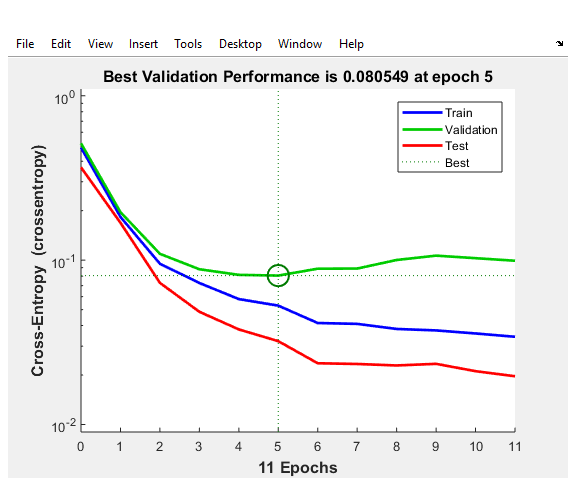 File Edit View Insert Tools Desktop Window Help
Best Validation Performance is 0.080549 at epoch 5
10^0
10^-1
10^-2
Cross-Entropy (crossentropy)
Train
Validation
Test
Best
0 1 2 3 4 5 6 7 8 9 10 11
11 Epochs